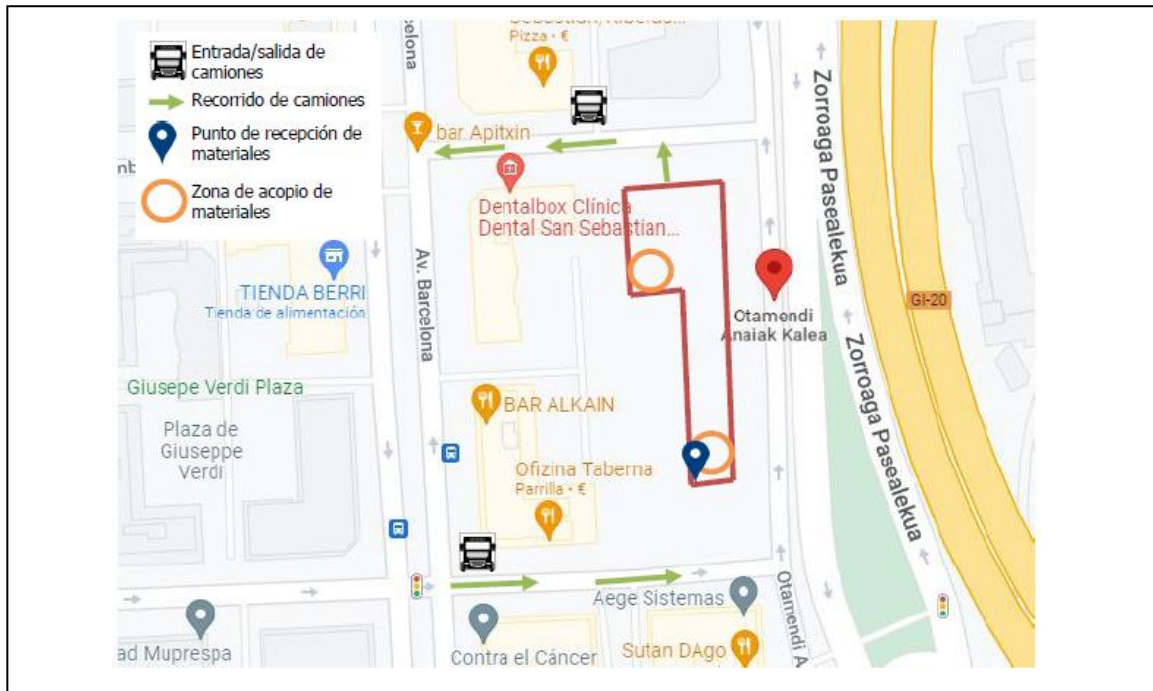 Entrada/salida de
camiones
Recorrido de camiones
Punto de recepción de
materiales
Zona de acopio de
materiales
Pizza · €
bar Apitxin
Dentalbox Clínica
Dental San Sebastian...
TIENDA BERRI
Tienda de alimentación
Av. Barcelona
Giusepe Verdi Plaza
Plaza de
Giuseppe
Verdi
BAR ALKAIN
Ofizina Taberna
Parrilla · €
Otamendi
Anaiak Kalea
Zorroaga Pasealekua
Zorroaga Pasealekua
GI-20
Aege Sistemas
Contra el Cáncer
Sutan DAgo
ad Muprespa
Otamendi A